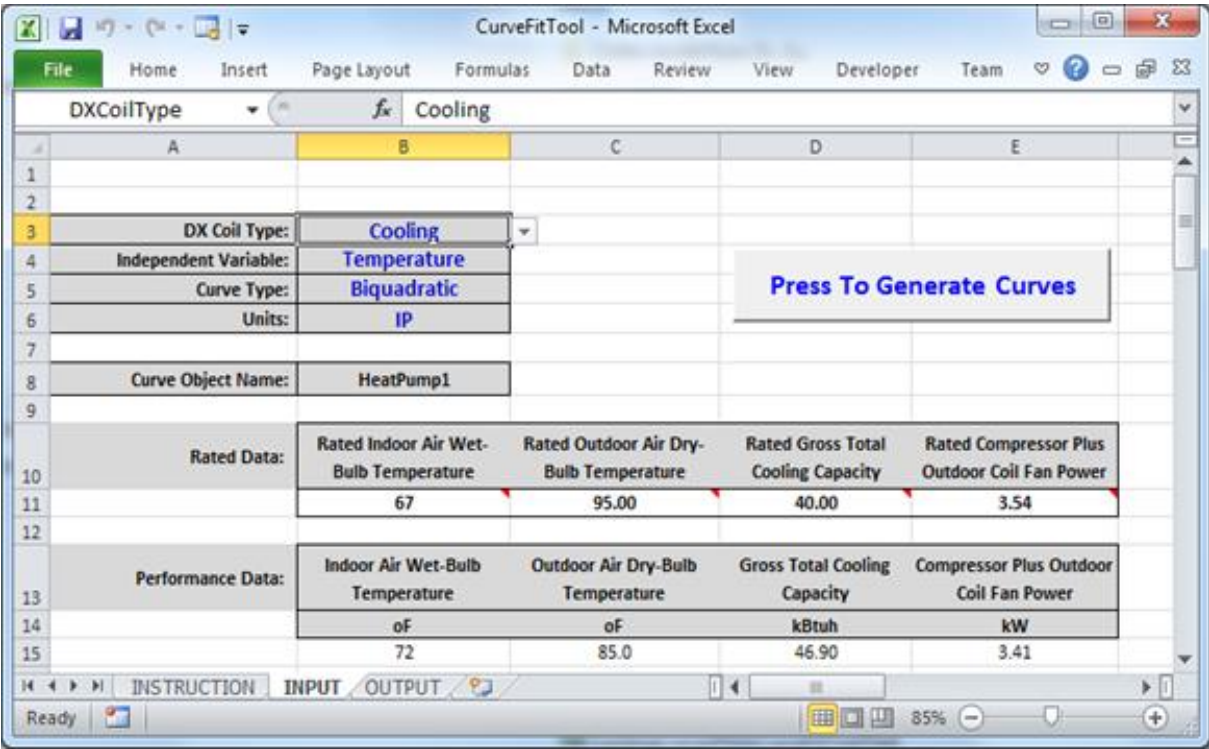 CurveFitTool - Microsoft Excel
File Home Insert Page Layout Formulas Data Review View Developer Team
DXCoilType fx Cooling
A B C D E
1
2
3 DX Coil Type: Cooling
4 Independent Variable: Temperature
5 Curve Type: Biquadratic Press To Generate Curves
6 Units: IP
7
8 Curve Object Name: HeatPump1
9
Rated Data: Rated Indoor Air Wet- Rated Outdoor Air Dry- Rated Gross Total Rated Compressor Plus
10 Bulb Temperature Bulb Temperature Cooling Capacity Outdoor Coil Fan Power
11 67 95.00 40.00 3.54
12
Performance Data: Indoor Air Wet-Bulb Outdoor Air Dry-Bulb Gross Total Cooling Compressor Plus Outdoor
13 Temperature Temperature Capacity Coil Fan Power
14 oF oF kBtuh kW
15 72 85.0 46.90 3.41
INSTRUCTION INPUT OUTPUT
Ready 85%